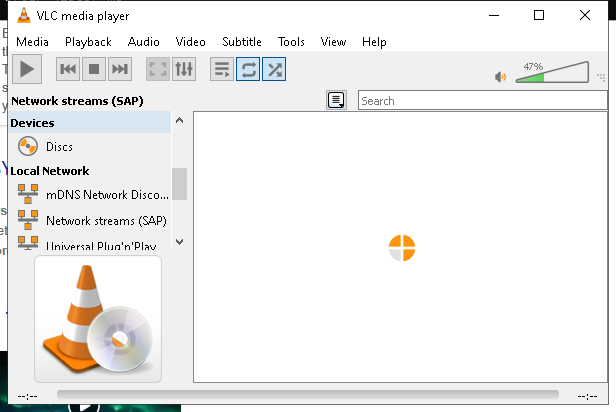 VLC media player
Media Playback Audio Video Subtitle Tools View Help
47%
Network streams (SAP)
Search
Devices
Discs
Local Network
mDNS Network Disco...
Network streams (SAP)
Universal Plug'n'Play
--:--
--:--